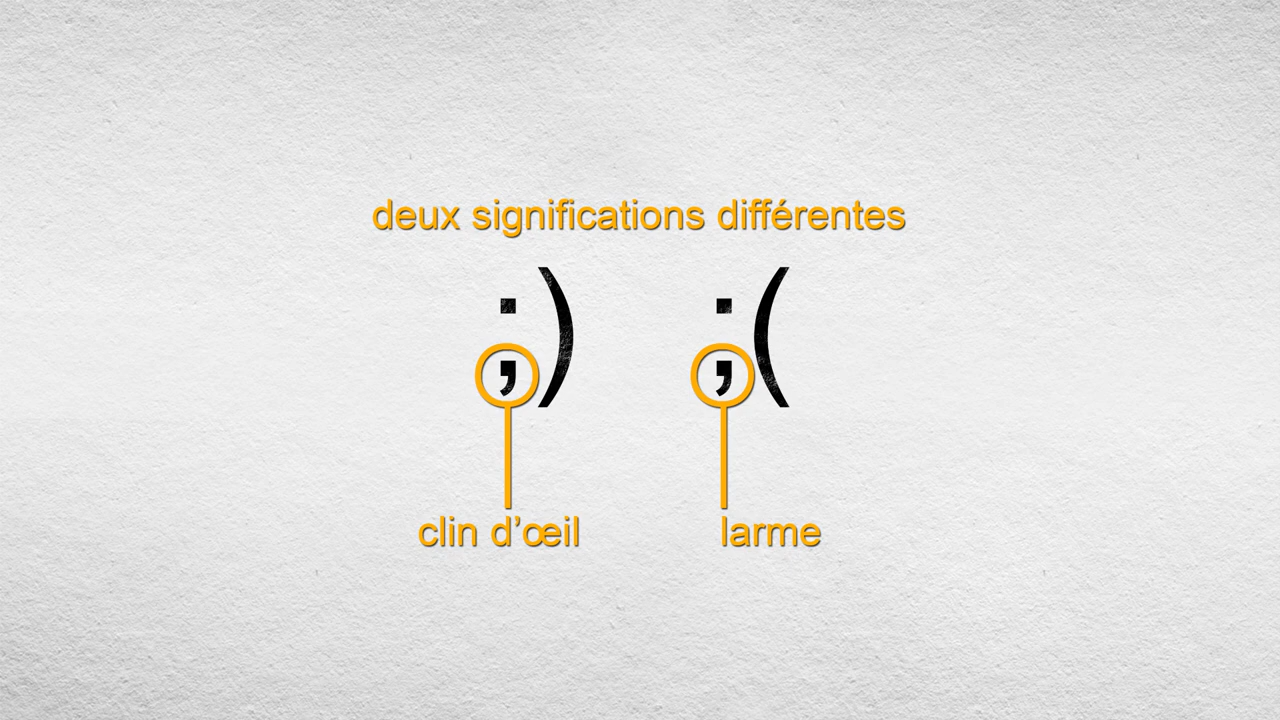 deux significations différentes
;) ;(
clin d’œil larme